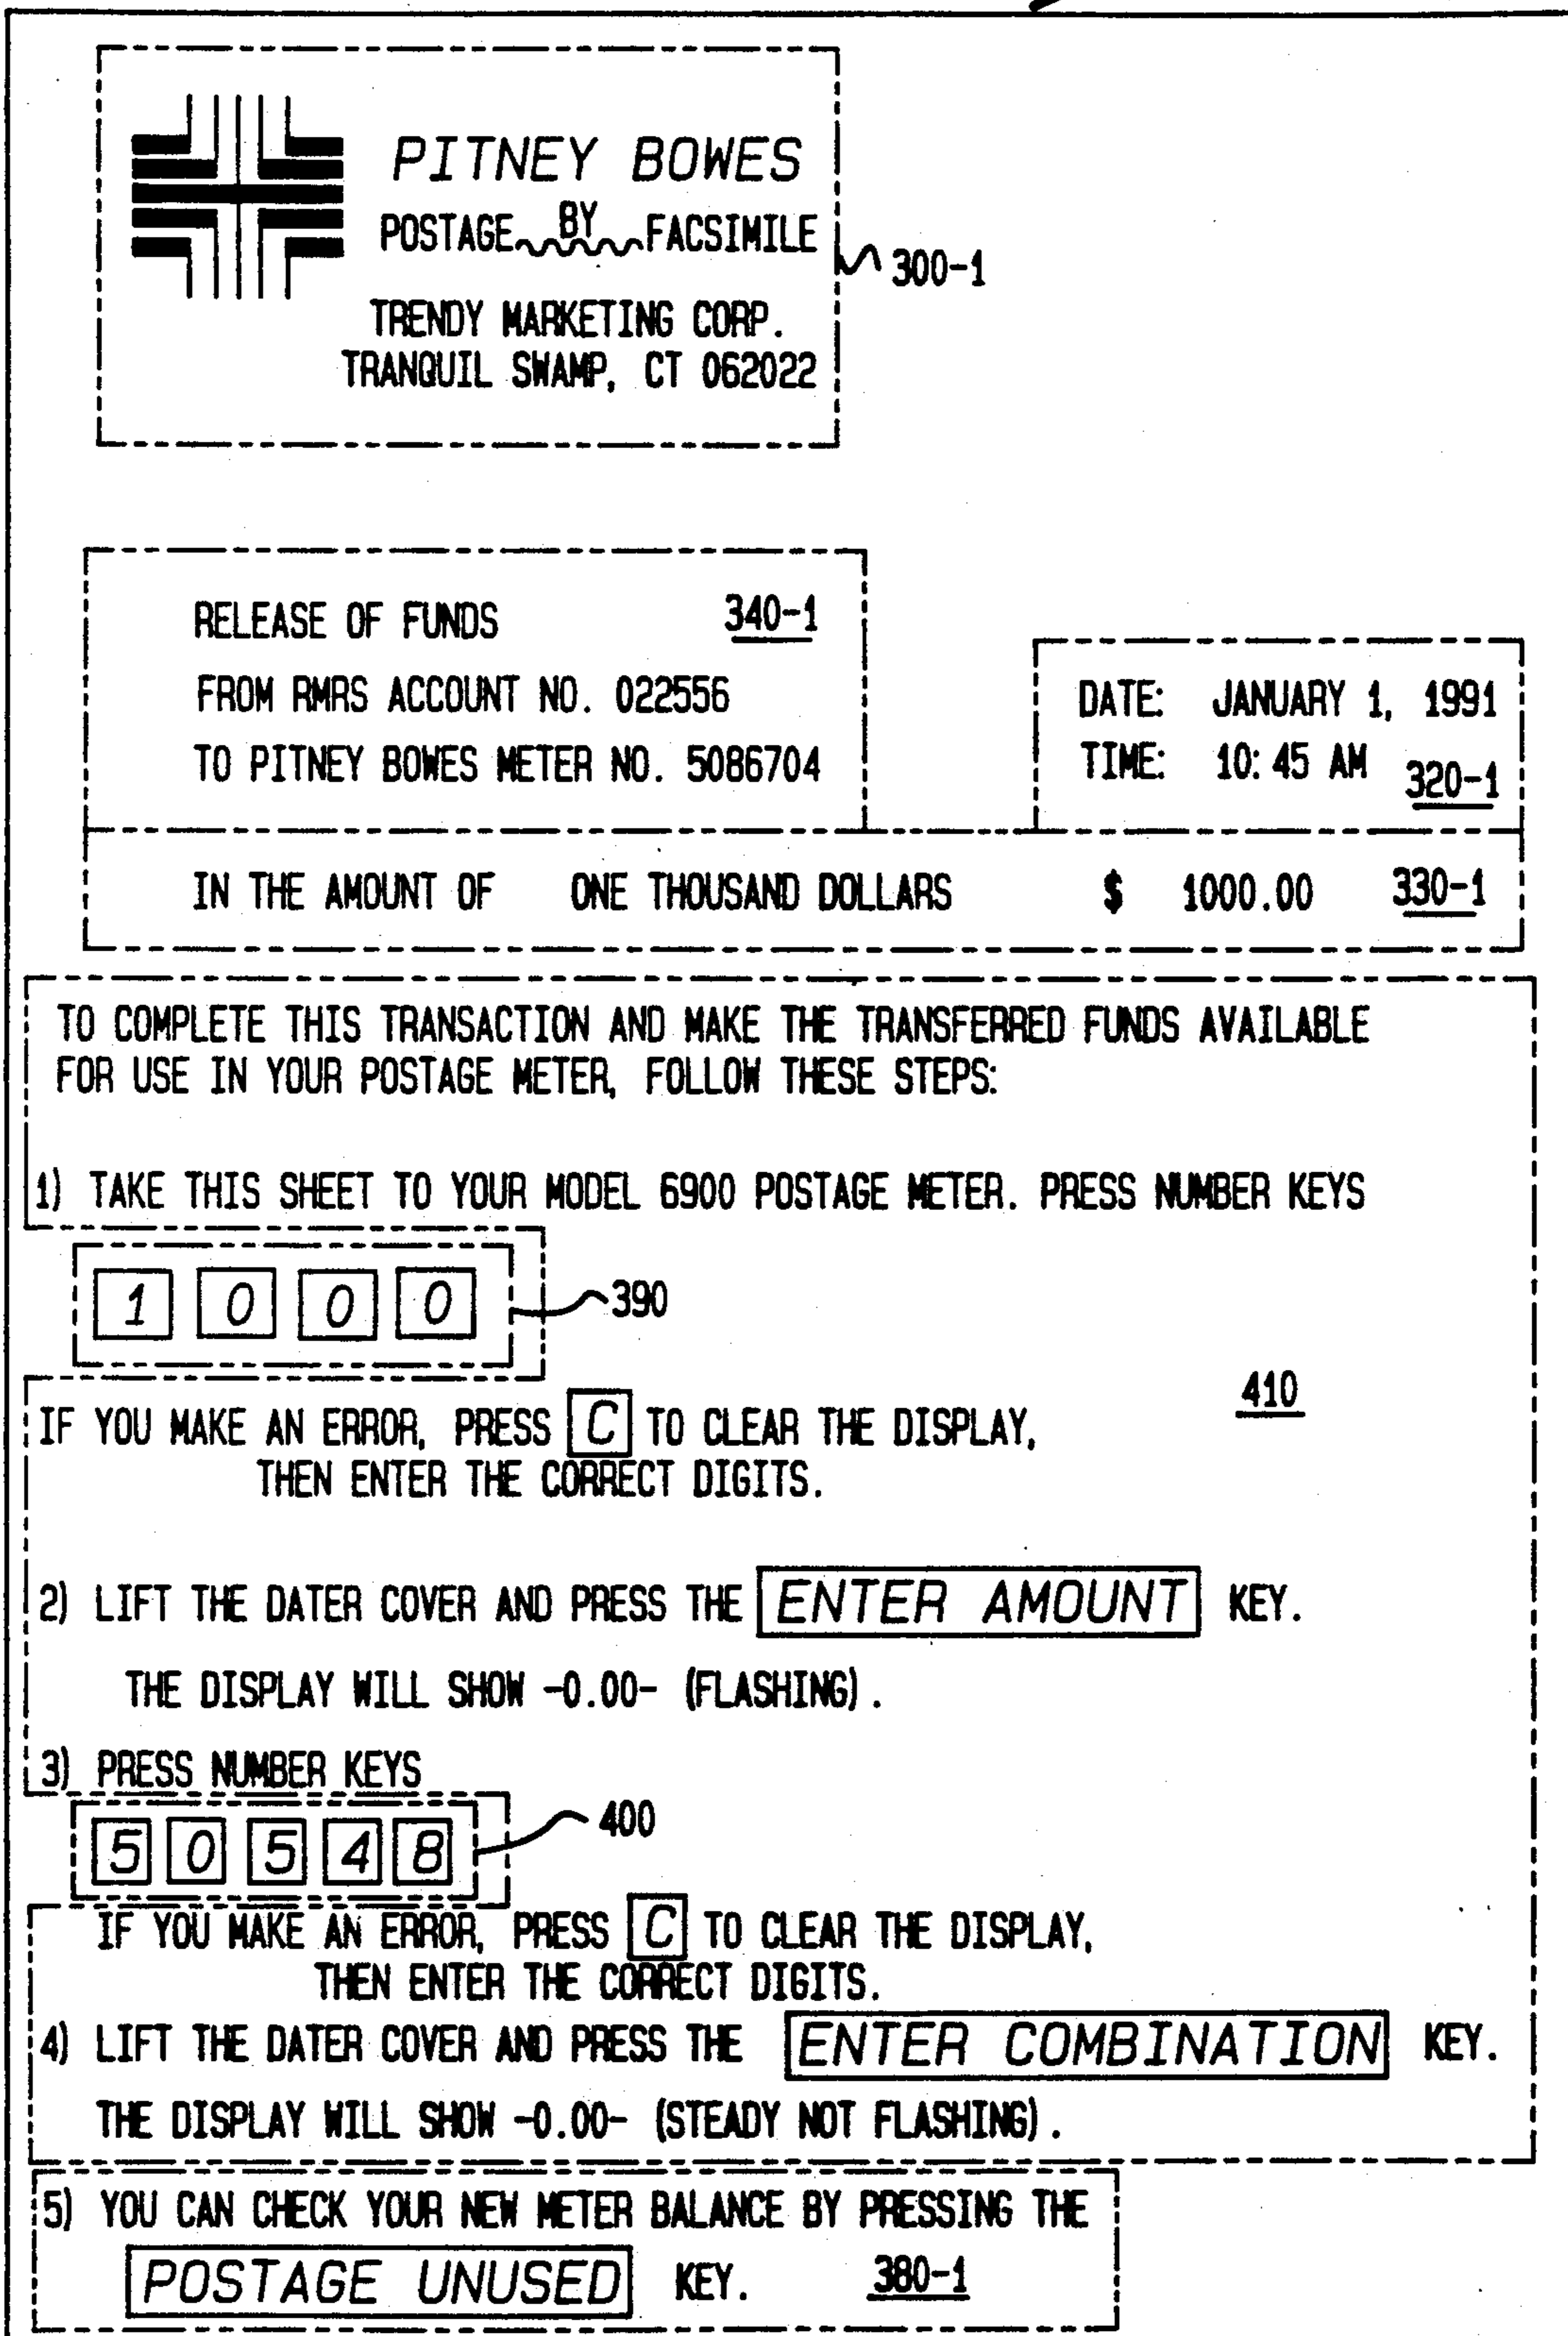 PITNEY BOWES
POSTAGE BY FACSIMILE
300-1
TRENDY MARKETING CORP.
TRANQUIL SWAMP, CT 062022
RELEASE OF FUNDS 340-1
FROM RMRS ACCOUNT NO. 022556
TO PITNEY BOWES METER NO. 5086704
DATE: JANUARY 1, 1991
TIME: 10:45 AM 320-1
IN THE AMOUNT OF ONE THOUSAND DOLLARS $ 1000.00 330-1
TO COMPLETE THIS TRANSACTION AND MAKE THE TRANSFERRED FUNDS AVAILABLE
FOR USE IN YOUR POSTAGE METER, FOLLOW THESE STEPS:
1) TAKE THIS SHEET TO YOUR MODEL 6900 POSTAGE METER. PRESS NUMBER KEYS
1 0 0 0 390
410
IF YOU MAKE AN ERROR, PRESS C TO CLEAR THE DISPLAY,
THEN ENTER THE CORRECT DIGITS.
2) LIFT THE DATER COVER AND PRESS THE ENTER AMOUNT KEY.
THE DISPLAY WILL SHOW -0.00- (FLASHING).
3) PRESS NUMBER KEYS
5 0 5 4 8 400
IF YOU MAKE AN ERROR, PRESS C TO CLEAR THE DISPLAY,
THEN ENTER THE CORRECT DIGITS.
4) LIFT THE DATER COVER AND PRESS THE ENTER COMBINATION KEY.
THE DISPLAY WILL SHOW -0.00- (STEADY NOT FLASHING).
5) YOU CAN CHECK YOUR NEW METER BALANCE BY PRESSING THE
POSTAGE UNUSED KEY. 380-1